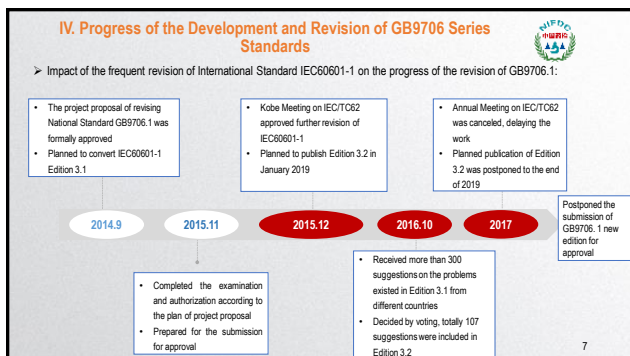 IV. Progress of the Development and Revision of GB9706 Series
Standards
NIFDC
中国药检
➢ Impact of the frequent revision of International Standard IEC60601-1 on the progress of the revision of GB9706.1:
• The project proposal of revising
National Standard GB9706.1 was
formally approved
• Planned to convert IEC60601-1
Edition 3.1
• Kobe Meeting on IEC/TC62
approved further revision of
IEC60601-1
• Planned to publish Edition 3.2 in
January 2019
• Annual Meeting on IEC/TC62
was canceled, delaying the
work
• Planned publication of Edition
3.2 was postponed to the end
of 2019
2014.9
2015.11
2015.12
2016.10
2017
Postponed the
submission of
GB9706. 1 new
edition for
approval
• Completed the examination
and authorization according to
the plan of project proposal
• Prepared for the submission
for approval
• Received more than 300
suggestions on the problems
existed in Edition 3.1 from
different countries
• Decided by voting, totally 107
suggestions were included in
Edition 3.2
7